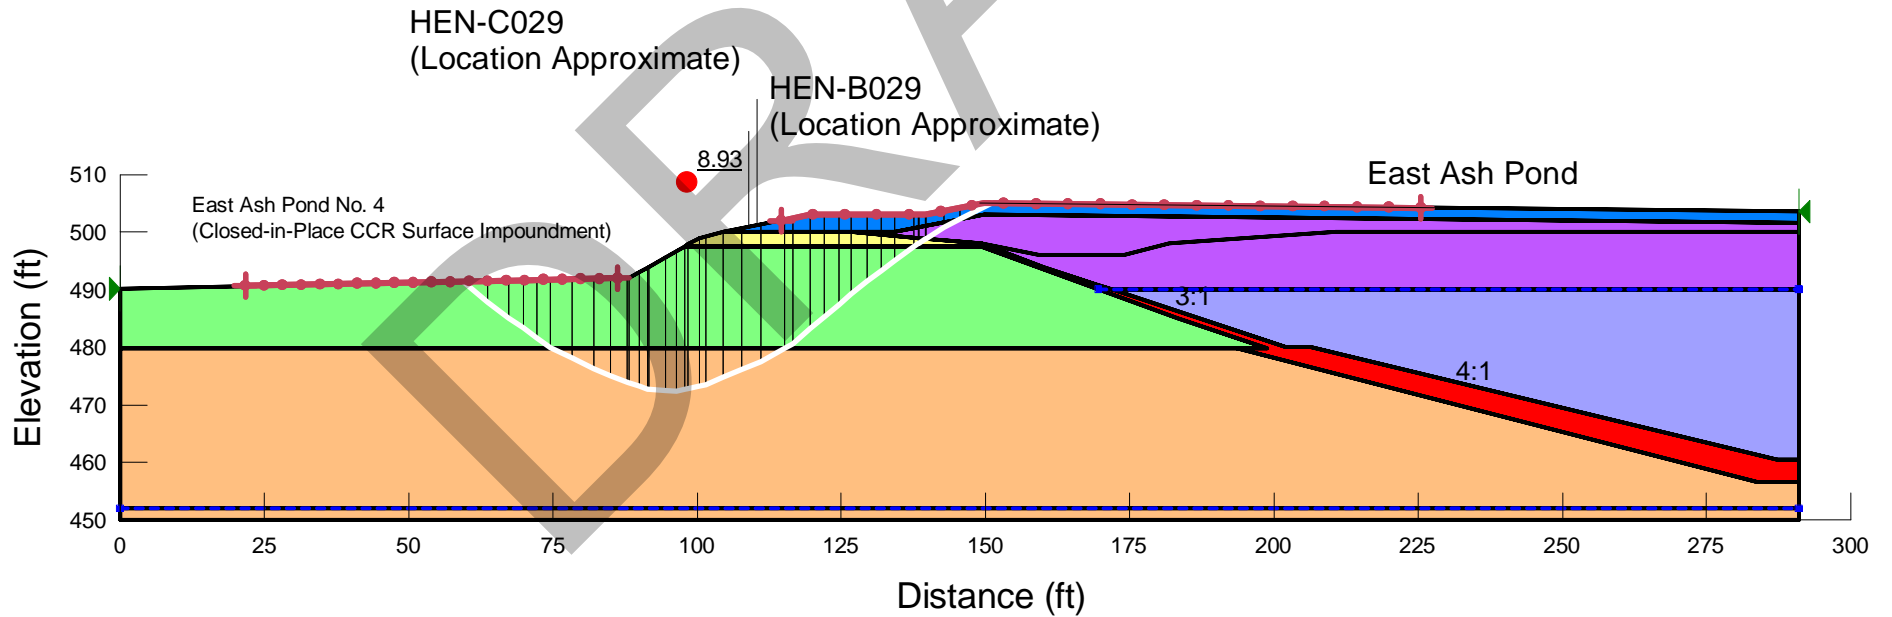 HEN-C029
(Location Approximate)
HEN-B029
(Location Approximate)
8.93
East Ash Pond
East Ash Pond No. 4
(Closed-in-Place CCR Surface Impoundment)
510
500
490
480
470
460
450
Elevation (ft)
3:1
4:1
0 25 50 75 100 125 150 175 200 225 250 275 300
Distance (ft)